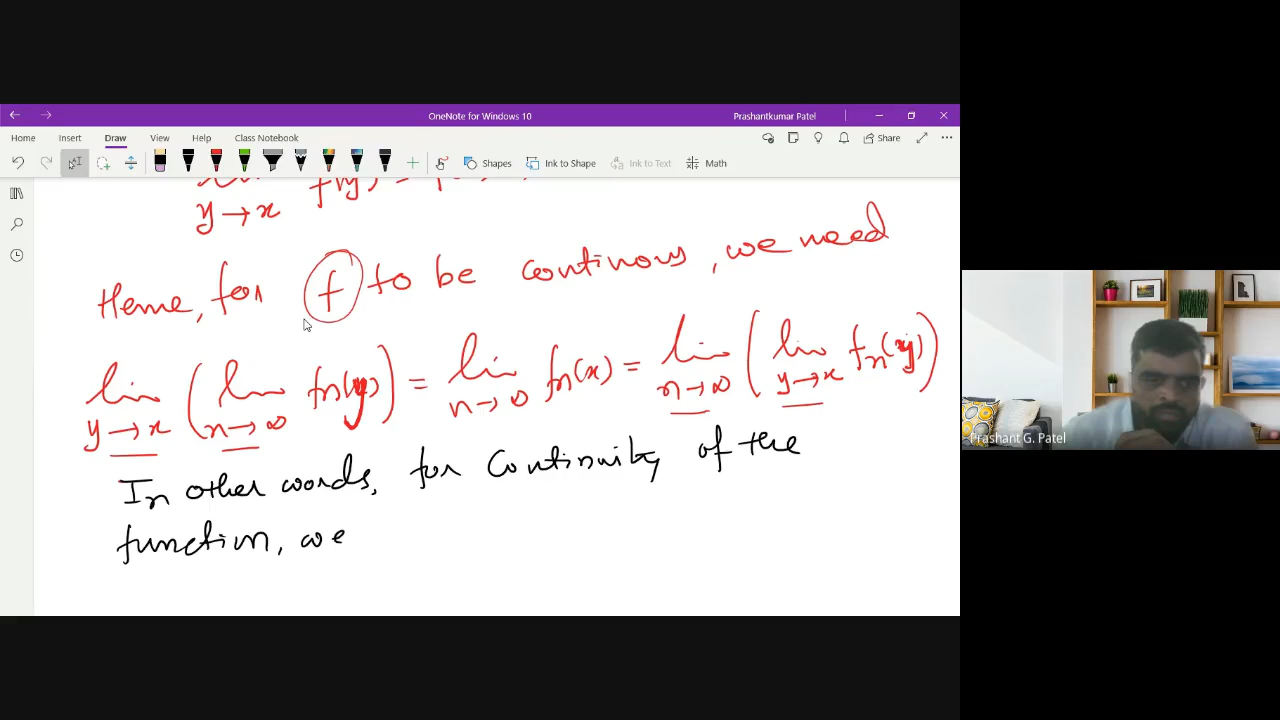 OneNote for Windows 10
Prashantkumar Patel
Home Insert Draw View Help Class Notebook
Share
Shapes Ink to Shape Ink to Text Math
lim f(y) =
y→x
Hence, for f to be continous, we need
lim ( lim fn(y) ) = lim fn(x) = lim ( lim fn(y) )
y→x n→∞ n→∞ n→∞ y→x
In other words, for continuity of the
function, we
Prashant G. Patel